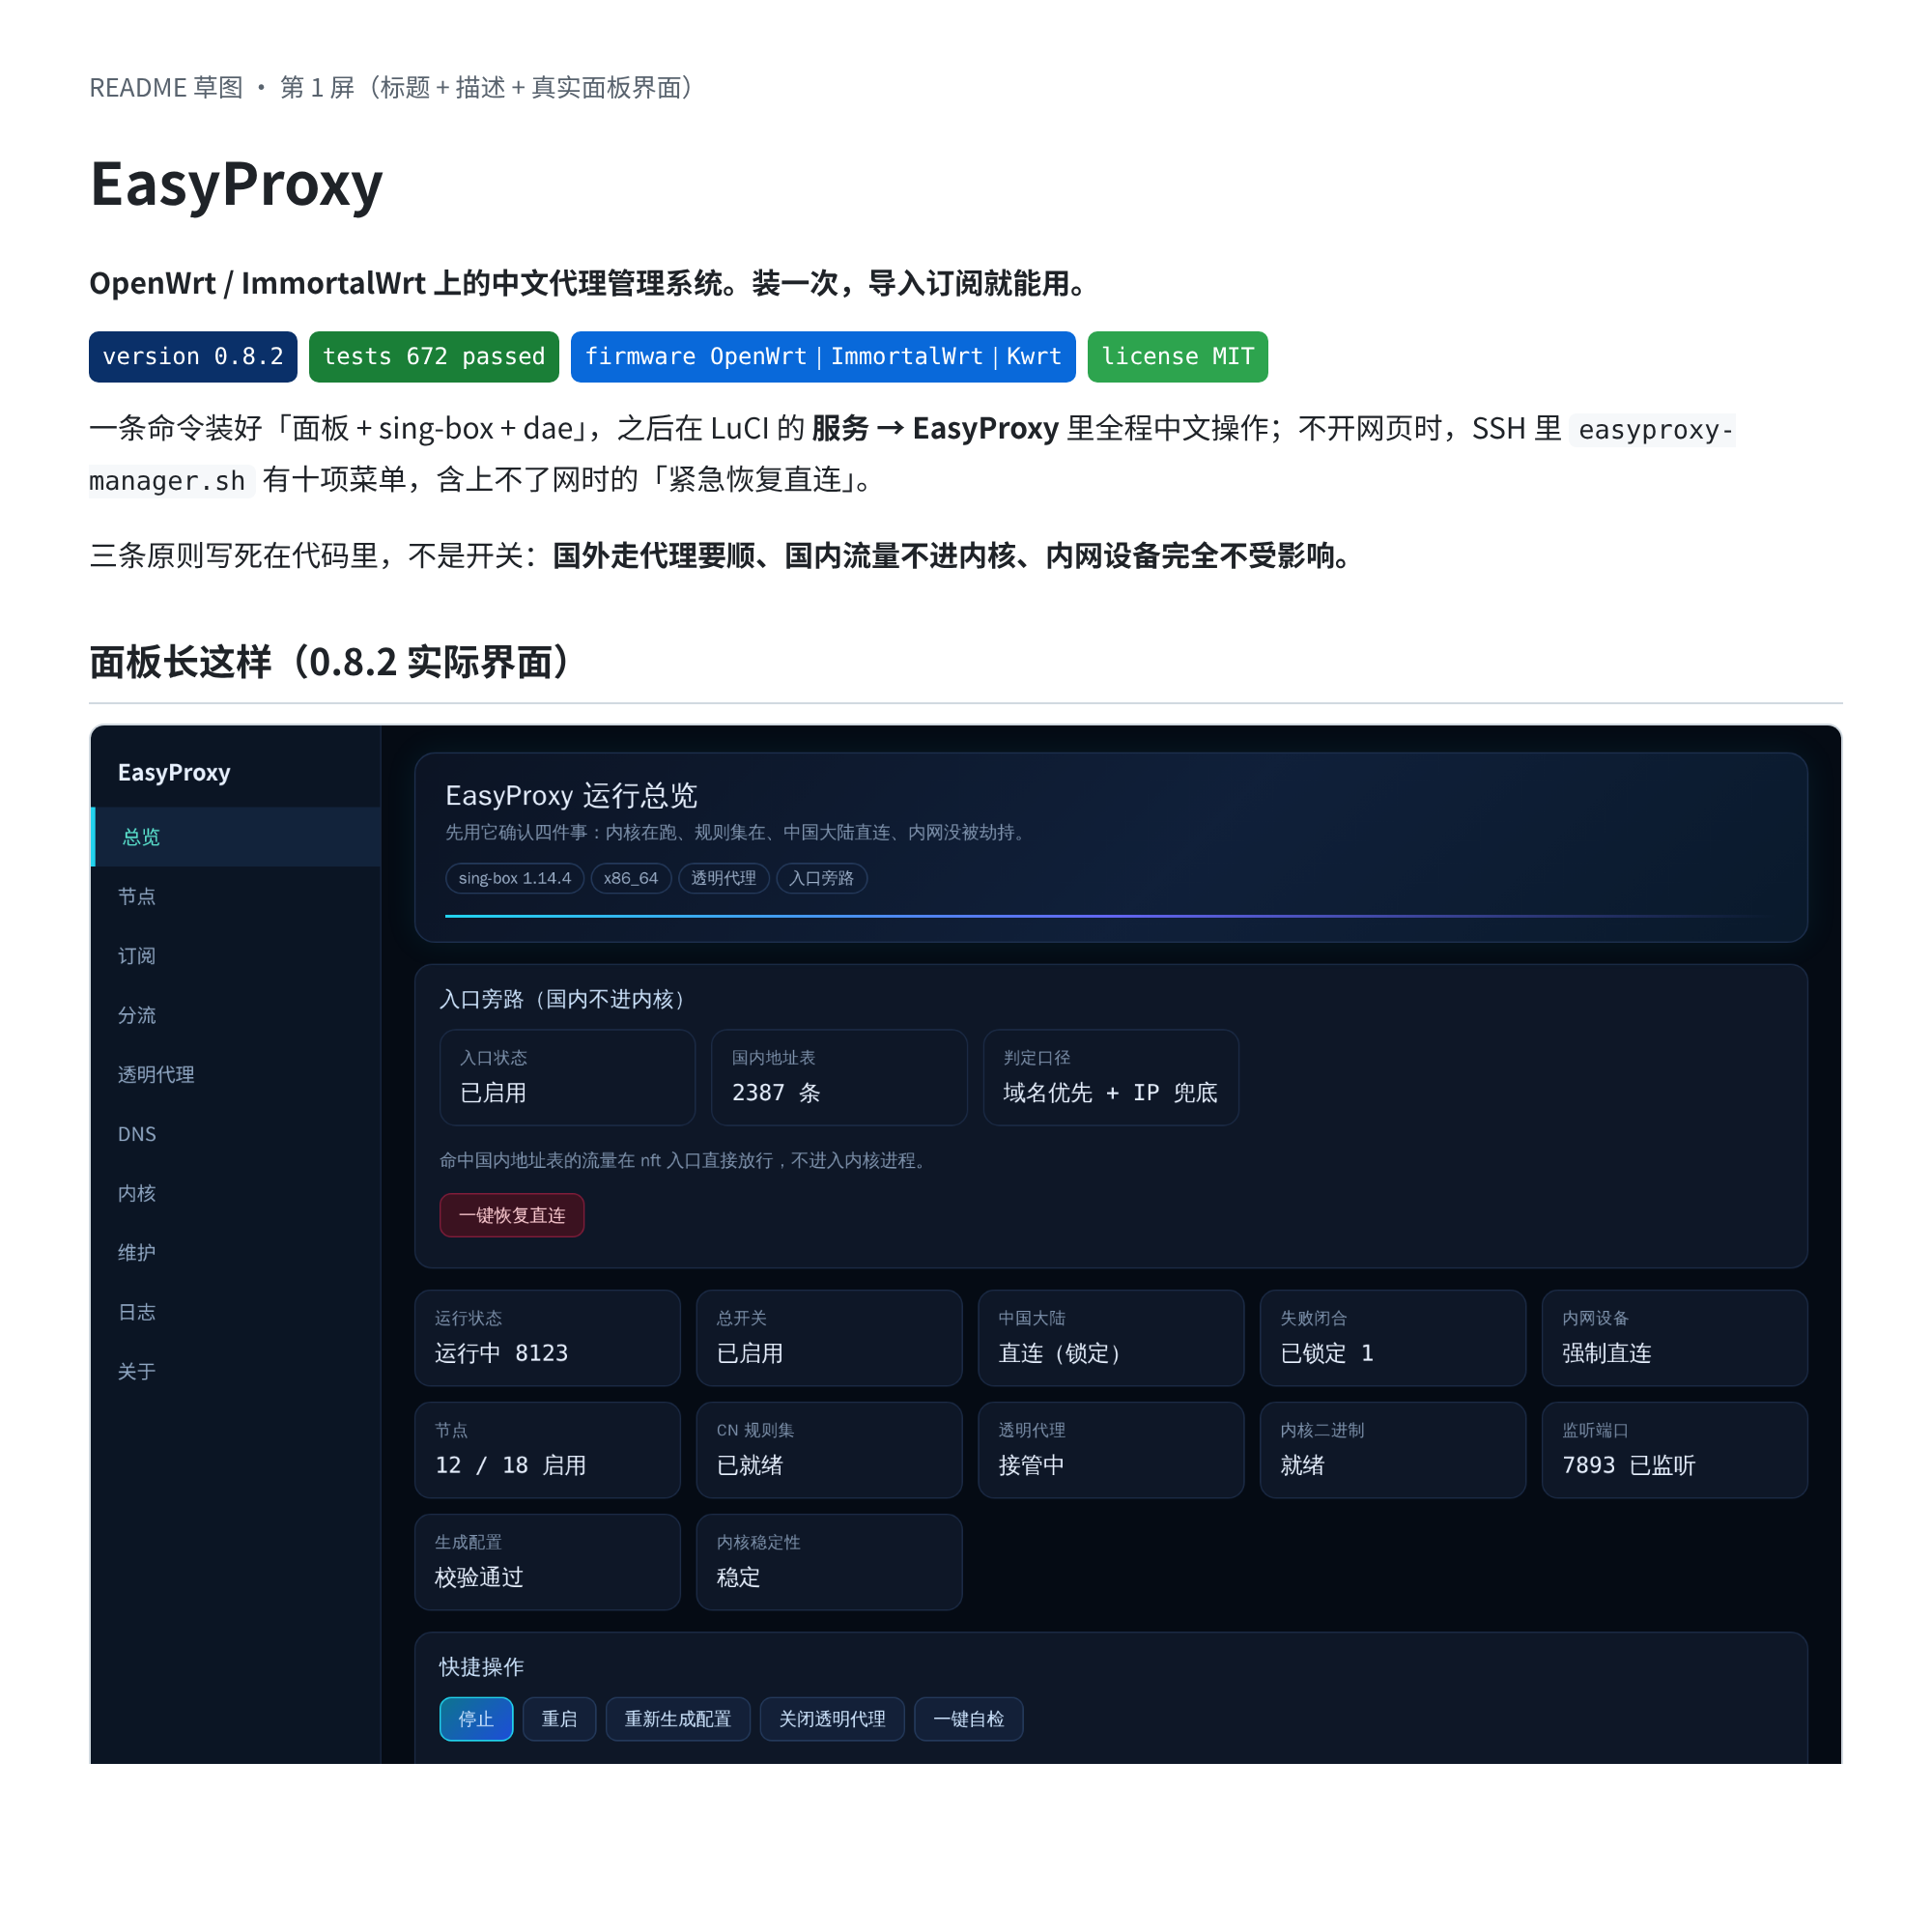 README 草图 · 第 1 屏（标题 + 描述 + 真实面板界面）
EasyProxy
OpenWrt / ImmortalWrt 上的中文代理管理系统。装一次，导入订阅就能用。
version 0.8.2 tests 672 passed firmware OpenWrt｜ImmortalWrt｜Kwrt license MIT
一条命令装好「面板 + sing-box + dae」，之后在 LuCI 的 服务 → EasyProxy 里全程中文操作；不开网页时，SSH 里 easyproxy-
manager.sh 有十项菜单，含上不了网时的「紧急恢复直连」。
三条原则写死在代码里，不是开关：国外走代理要顺、国内流量不进内核、内网设备完全不受影响。
面板长这样（0.8.2 实际界面）
EasyProxy
总览
节点
订阅
分流
透明代理
DNS
内核
维护
日志
关于
EasyProxy 运行总览
先用它确认四件事：内核在跑、规则集在、中国大陆直连、内网没被劫持。
sing-box 1.14.4 x86_64 透明代理 入口旁路
入口旁路（国内不进内核）
入口状态 国内地址表 判定口径
已启用 2387 条 域名优先 + IP 兜底
命中国内地址表的流量在 nft 入口直接放行，不进入内核进程。
一键恢复直连
运行状态 总开关 中国大陆 失败闭合 内网设备
运行中 8123 已启用 直连（锁定） 已锁定 1 强制直连
节点 CN 规则集 透明代理 内核二进制 监听端口
12 / 18 启用 已就绪 接管中 就绪 7893 已监听
生成配置 内核稳定性
校验通过 稳定
快捷操作
停止 重启 重新生成配置 关闭透明代理 一键自检